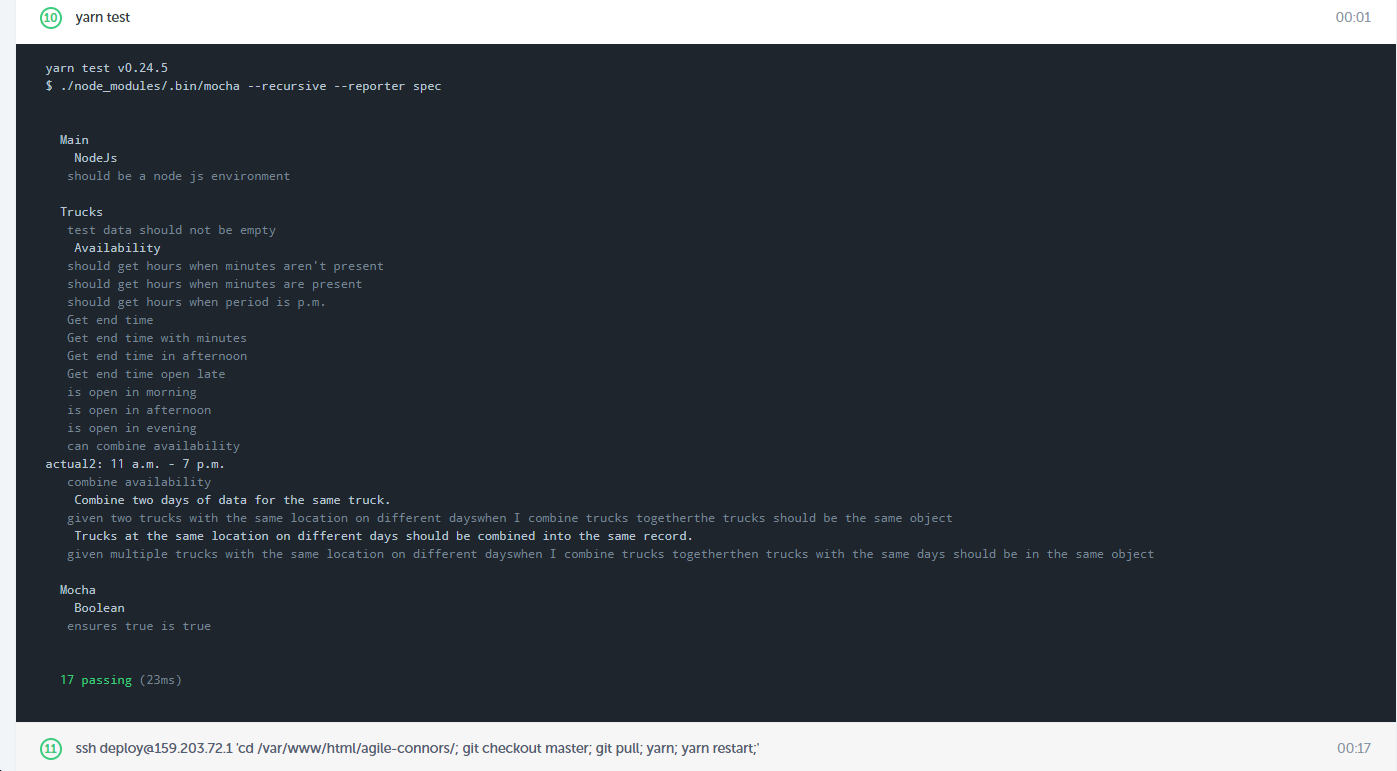 10 yarn test 00:01
yarn test v0.24.5
$ ./node_modules/.bin/mocha --recursive --reporter spec
Main
NodeJs
should be a node js environment
Trucks
test data should not be empty
Availability
should get hours when minutes aren't present
should get hours when minutes are present
should get hours when period is p.m.
Get end time
Get end time with minutes
Get end time in afternoon
Get end time open late
is open in morning
is open in afternoon
is open in evening
can combine availability
actual2: 11 a.m. - 7 p.m.
combine availability
Combine two days of data for the same truck.
given two trucks with the same location on different dayswhen I combine trucks togetherthe trucks should be the same object
Trucks at the same location on different days should be combined into the same record.
given multiple trucks with the same location on different dayswhen I combine trucks togetherthen trucks with the same days should be in the same object
Mocha
Boolean
ensures true is true
17 passing (23ms)
11 ssh deploy@159.203.72.1 'cd /var/www/html/agile-connors/; git checkout master; git pull; yarn; yarn restart;' 00:17